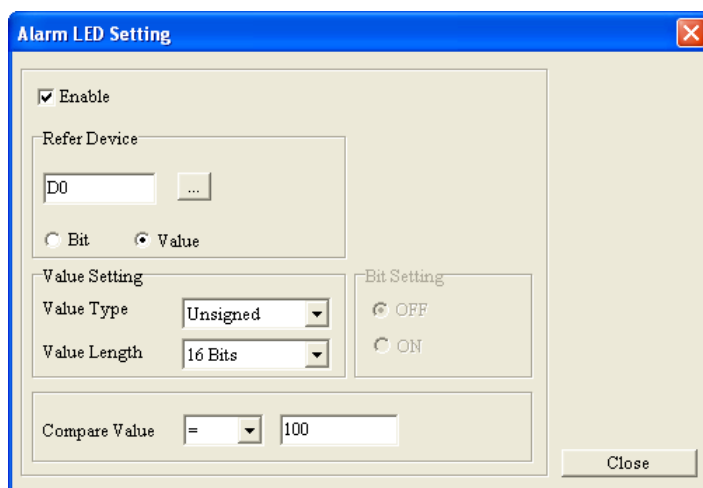 Alarm LED Setting
Enable
Refer Device
D0
...
Bit
Value
Value Setting
Value Type
Unsigned
Value Length
16 Bits
Bit Setting
OFF
ON
Compare Value
=
100
Close